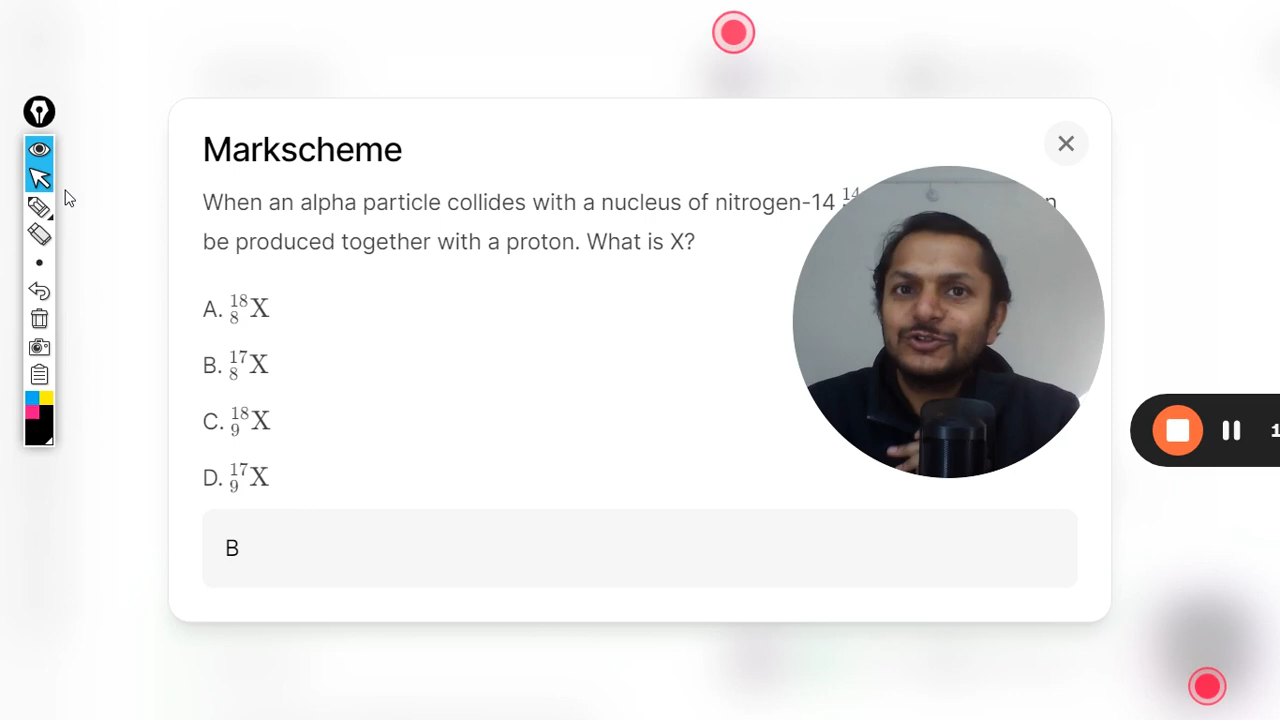 Markscheme
When an alpha particle collides with a nucleus of nitrogen-14
be produced together with a proton. What is X?
A. ¹⁸₈X
B. ¹⁷₈X
C. ¹⁸₉X
D. ¹⁷₉X
B